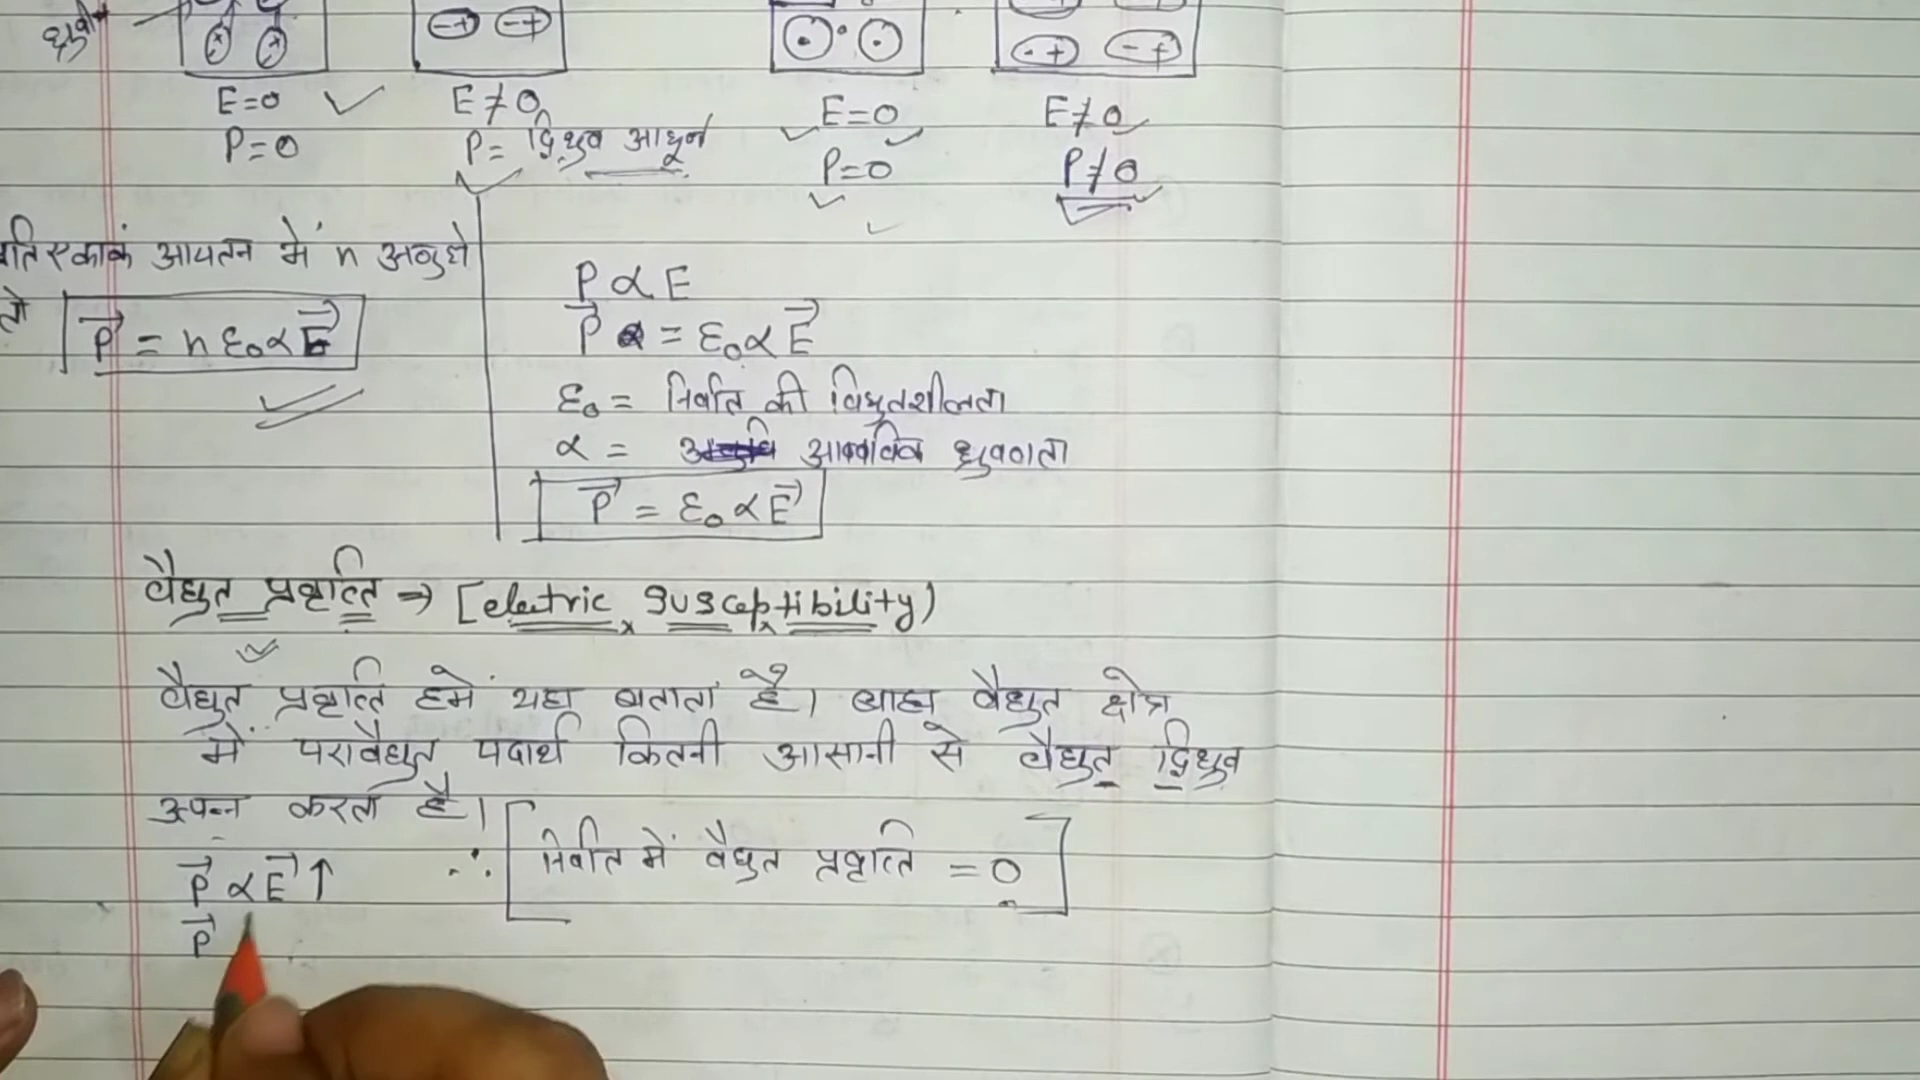 ध्रुवी
E=0
P=0
E≠0
P= द्विध्रुव आघूर्ण
E=0
P=0
E≠0
P≠0
प्रति एकांक आयतन में n अणु हो
तो P⃗ = nε₀αE⃗
P ∝ E
P⃗ = ε₀αE⃗
ε₀ = निर्वात की विधुतशीलता
α = आणविक ध्रुवणता
P⃗ = ε₀αE⃗
वैधुत प्रवृत्ति → [electric susceptibility)
वैधुत प्रवृत्ति हमें यहा बताता है। बाह्य वैधुत क्षेत्र
में परावैधुत पदार्थ कितनी आसानी से वैधुत द्विध्रुव
उत्पन्न करता है।
∴ [निर्वात में वैधुत प्रवृत्ति = 0]
P⃗ ∝ E⃗ ↑
P⃗